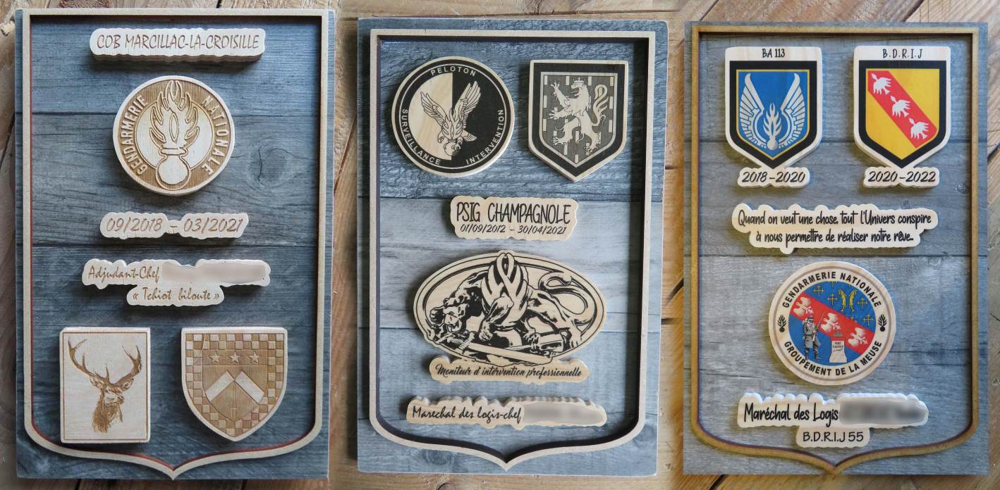 COB MARCILLAC-LA-CROISILLE
GENDARMERIE NATIONALE
09/2018 - 03/2021
Adjudant-Chef
« Tchiot biloute »
PELOTON
SURVEILLANCE INTERVENTION
PSIG CHAMPAGNOLE
01/09/2012 - 30/04/2021
Moniteur d'intervention professionnelle
Marechal des logis-chef
BA 113
B.D.R.I.J
2018-2020
2020-2022
Quand on veut une chose, tout l'Univers conspire
à nous permettre de réaliser notre rêve...
GENDARMERIE NATIONALE
GROUPEMENT DE LA MEUSE
Maréchal des Logis
B.D.R.I.J 55